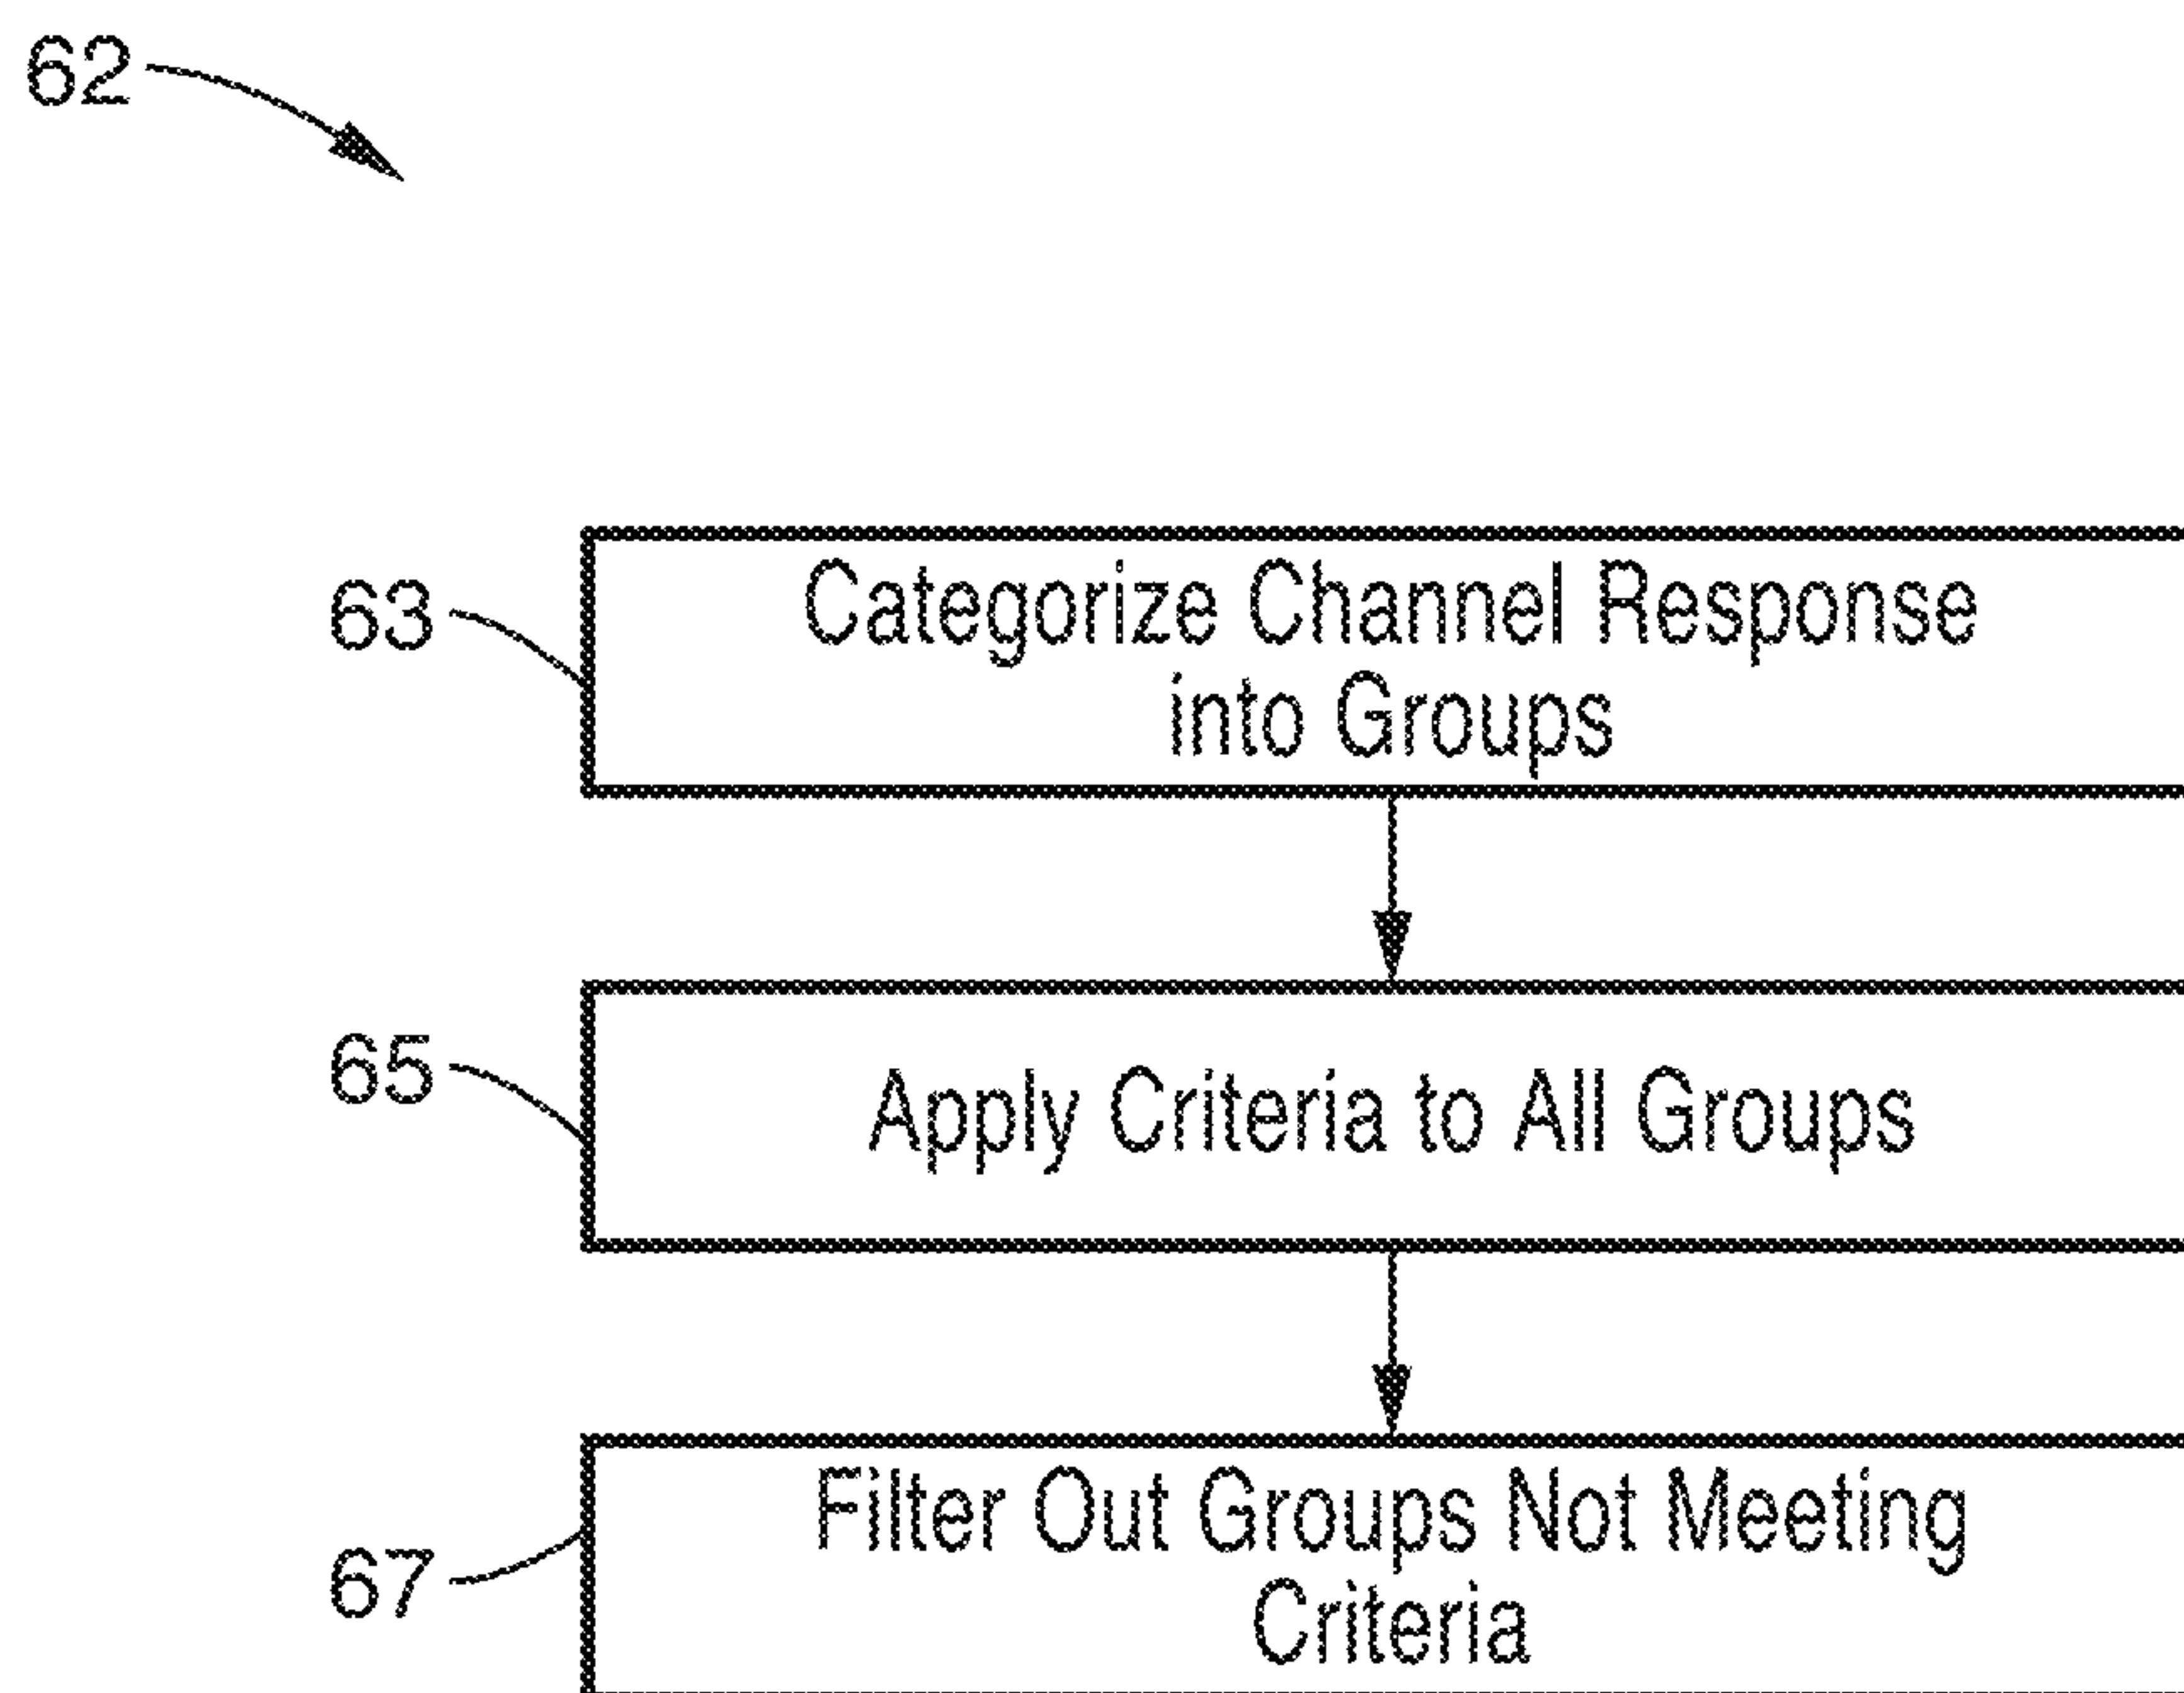 62
63
Categorize Channel Response
into Groups
65
Apply Criteria to All Groups
67
Filter Out Groups Not Meeting
Criteria